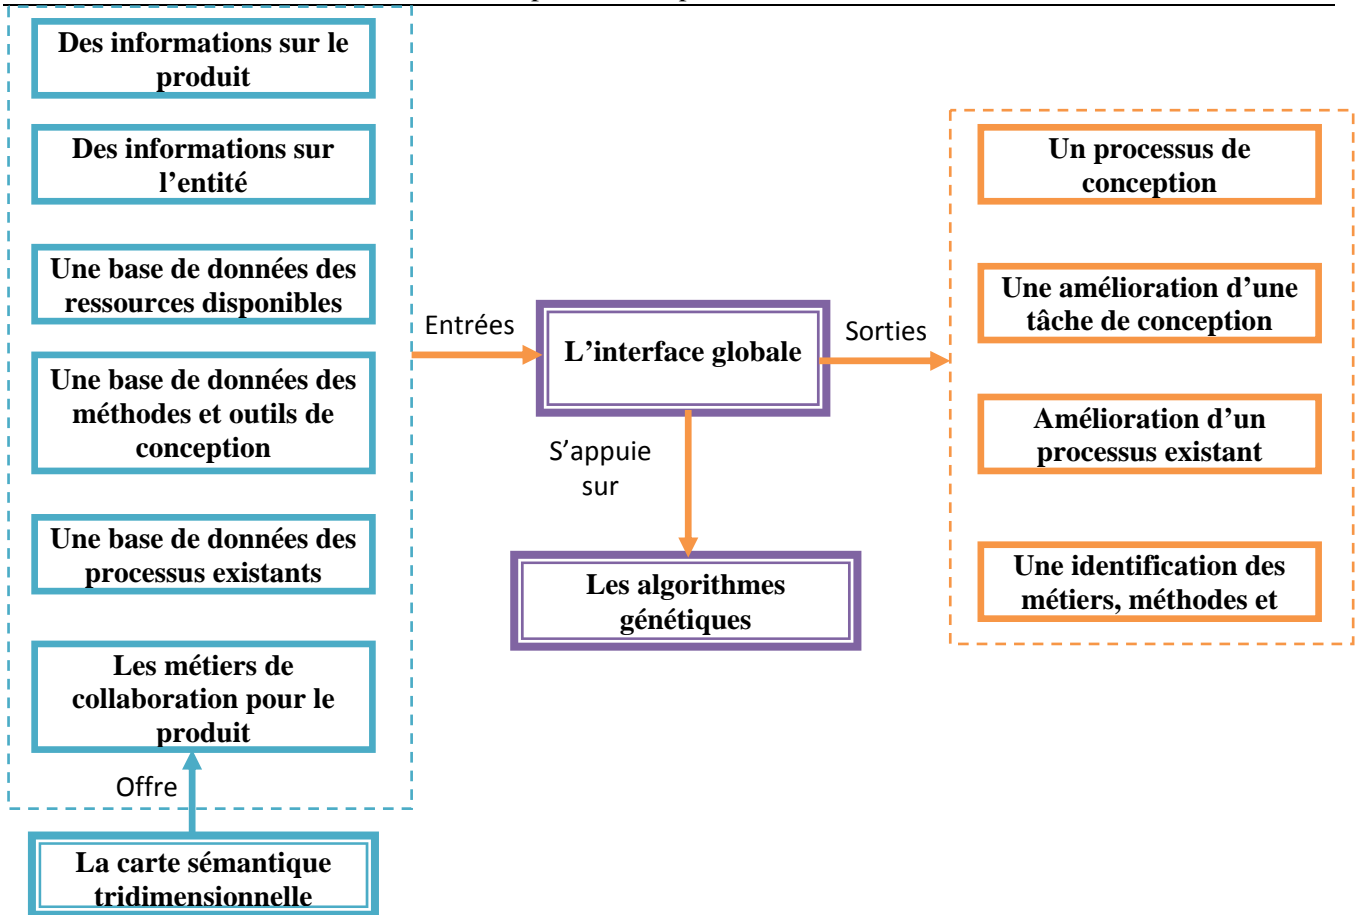 Des informations sur le
produit
Des informations sur
l’entité
Une base de données des
ressources disponibles
Une base de données des
méthodes et outils de
conception
Une base de données des
processus existants
Les métiers de
collaboration pour le
produit
Offre
La carte sémantique
tridimensionnelle
Entrées
L’interface globale
S’appuie
sur
Les algorithmes
génétiques
Sorties
Un processus de
conception
Une amélioration d’une
tâche de conception
Amélioration d’un
processus existant
Une identification des
métiers, méthodes et